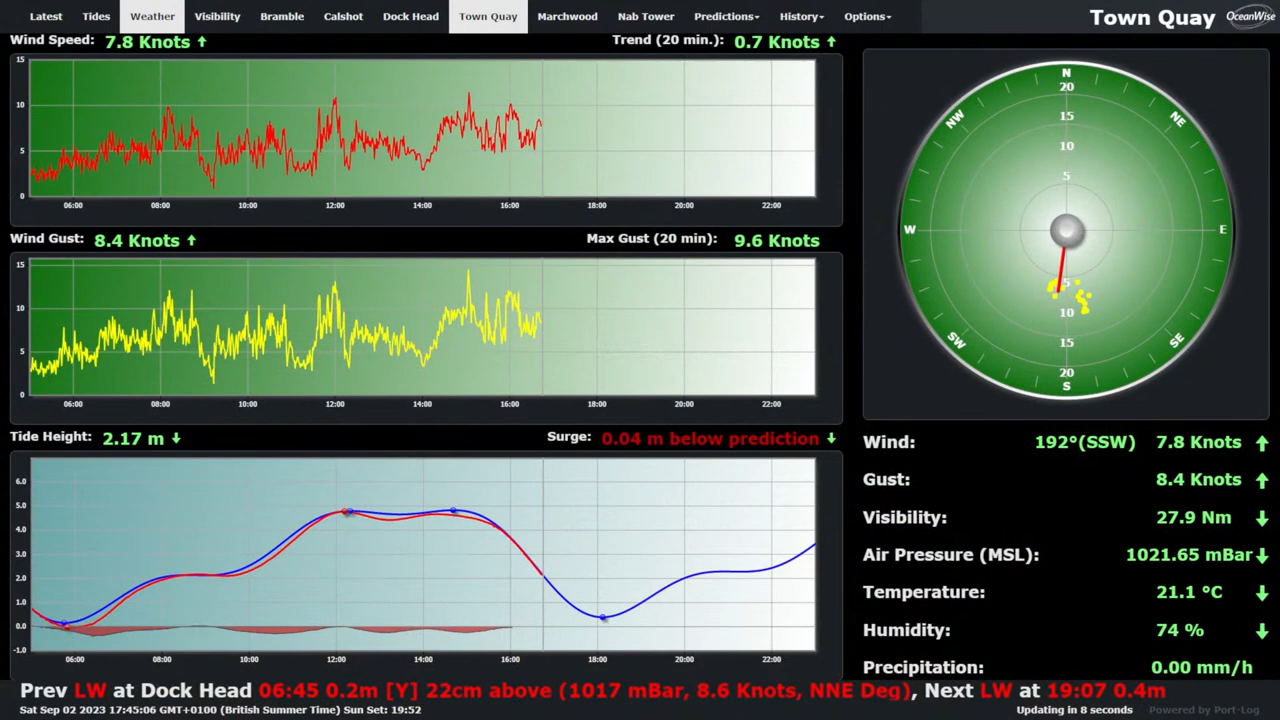 Latest Tides Weather Visibility Bramble Calshot Dock Head Town Quay Marchwood Nab Tower Predictions History Options Town Quay OceanWise
Wind Speed: 7.8 Knots ↑ Trend (20 min.): 0.7 Knots ↑
15
10
5
0
06:00 08:00 10:00 12:00 14:00 16:00 18:00 20:00 22:00
Wind Gust: 8.4 Knots ↑ Max Gust (20 min): 9.6 Knots
15
10
5
0
06:00 08:00 10:00 12:00 14:00 16:00 18:00 20:00 22:00
Tide Height: 2.17 m ↓ Surge: 0.04 m below prediction ↓
6.0
5.0
4.0
3.0
2.0
1.0
0.0
-1.0
06:00 08:00 10:00 12:00 14:00 16:00 18:00 20:00 22:00
N
20
15
10
5
NW NE
W E
5
10
15
SW SE
20
S
Wind: 192°(SSW) 7.8 Knots ↑
Gust: 8.4 Knots ↑
Visibility: 27.9 Nm ↓
Air Pressure (MSL): 1021.65 mBar ↓
Temperature: 21.1 °C ↓
Humidity: 74 % ↓
Precipitation: 0.00 mm/h
Prev LW at Dock Head 06:45 0.2m [Y] 22cm above (1017 mBar, 8.6 Knots, NNE Deg), Next LW at 19:07 0.4m
Sat Sep 02 2023 17:45:06 GMT+0100 (British Summer Time) Sun Set: 19:52 Updating in 8 seconds Powered by Port-Log